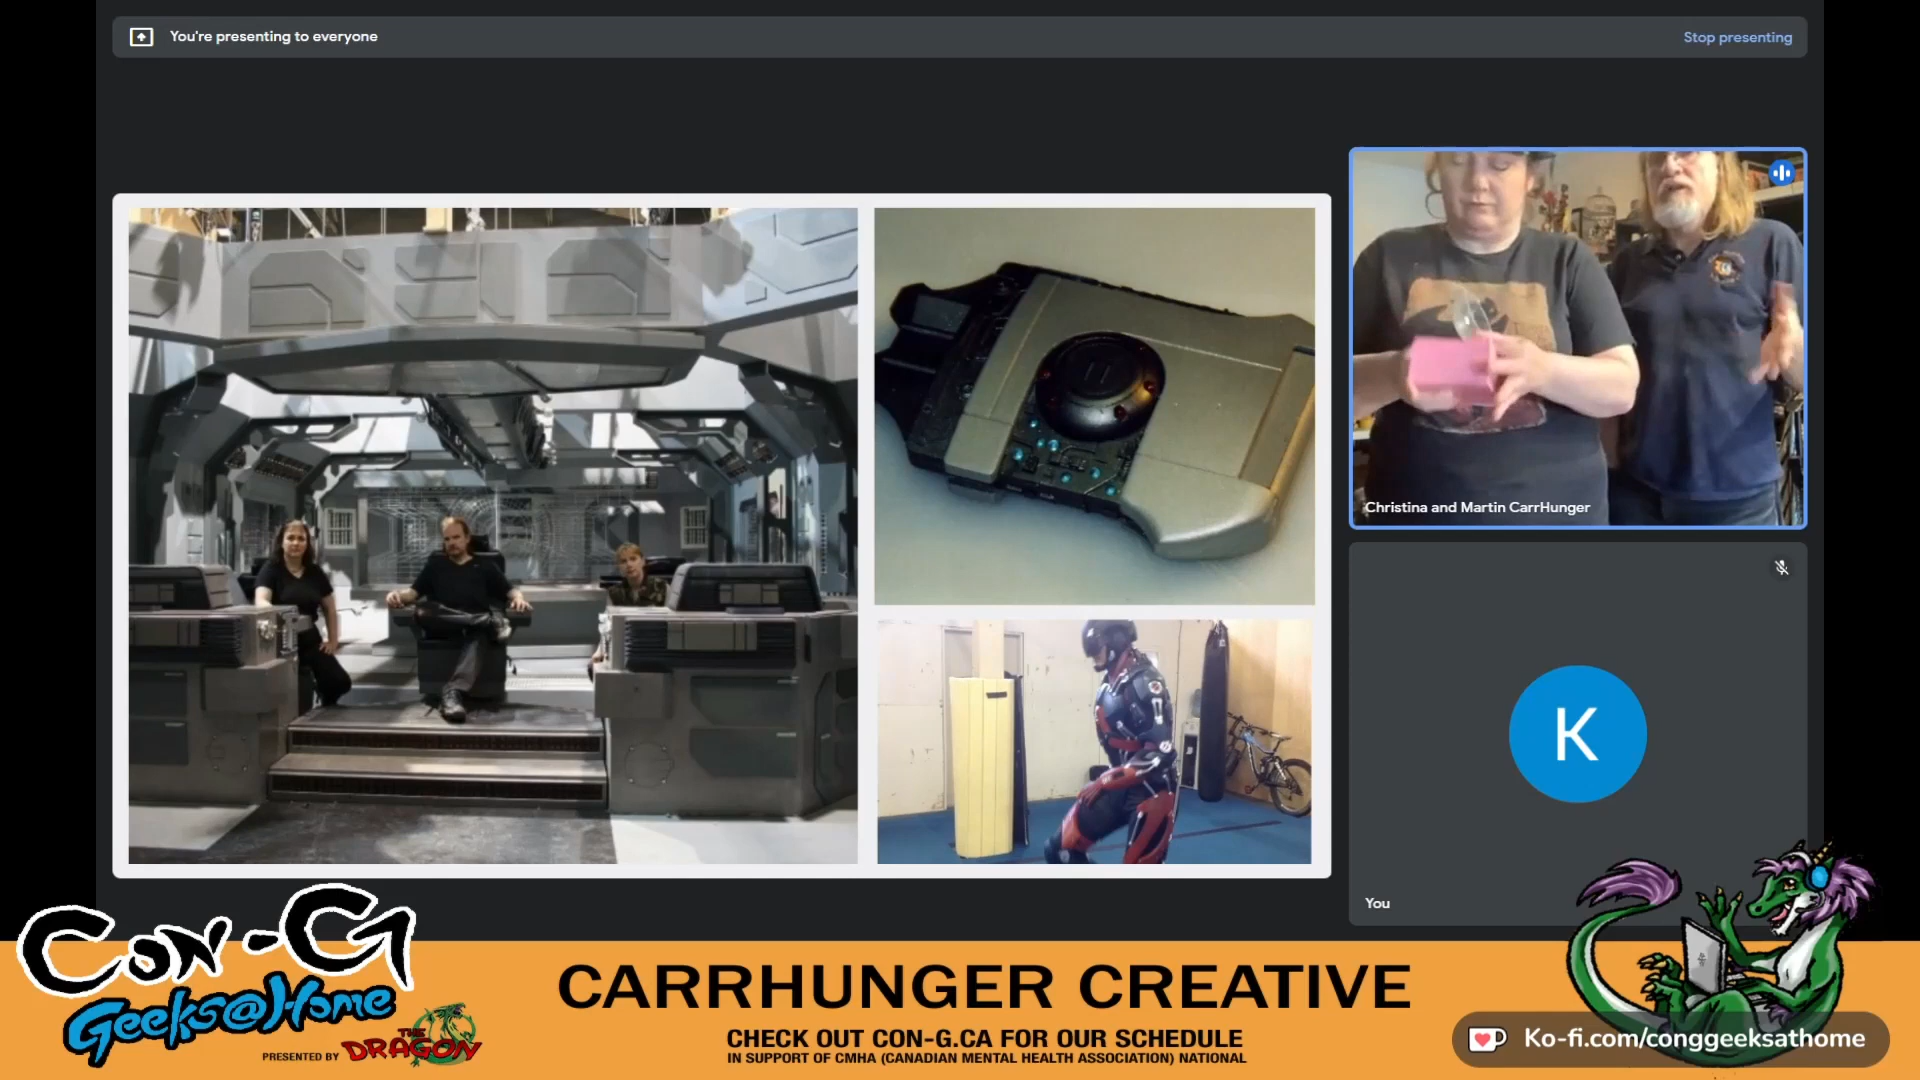 You're presenting to everyone
Stop presenting
Christina and Martin CarrHunger
K
You
CON-G
Geeks@Home
PRESENTED BY THE DRAGON
CARRHUNGER CREATIVE
CHECK OUT CON-G.CA FOR OUR SCHEDULE
IN SUPPORT OF CMHA (CANADIAN MENTAL HEALTH ASSOCIATION) NATIONAL
Ko-fi.com/conggeeksathome